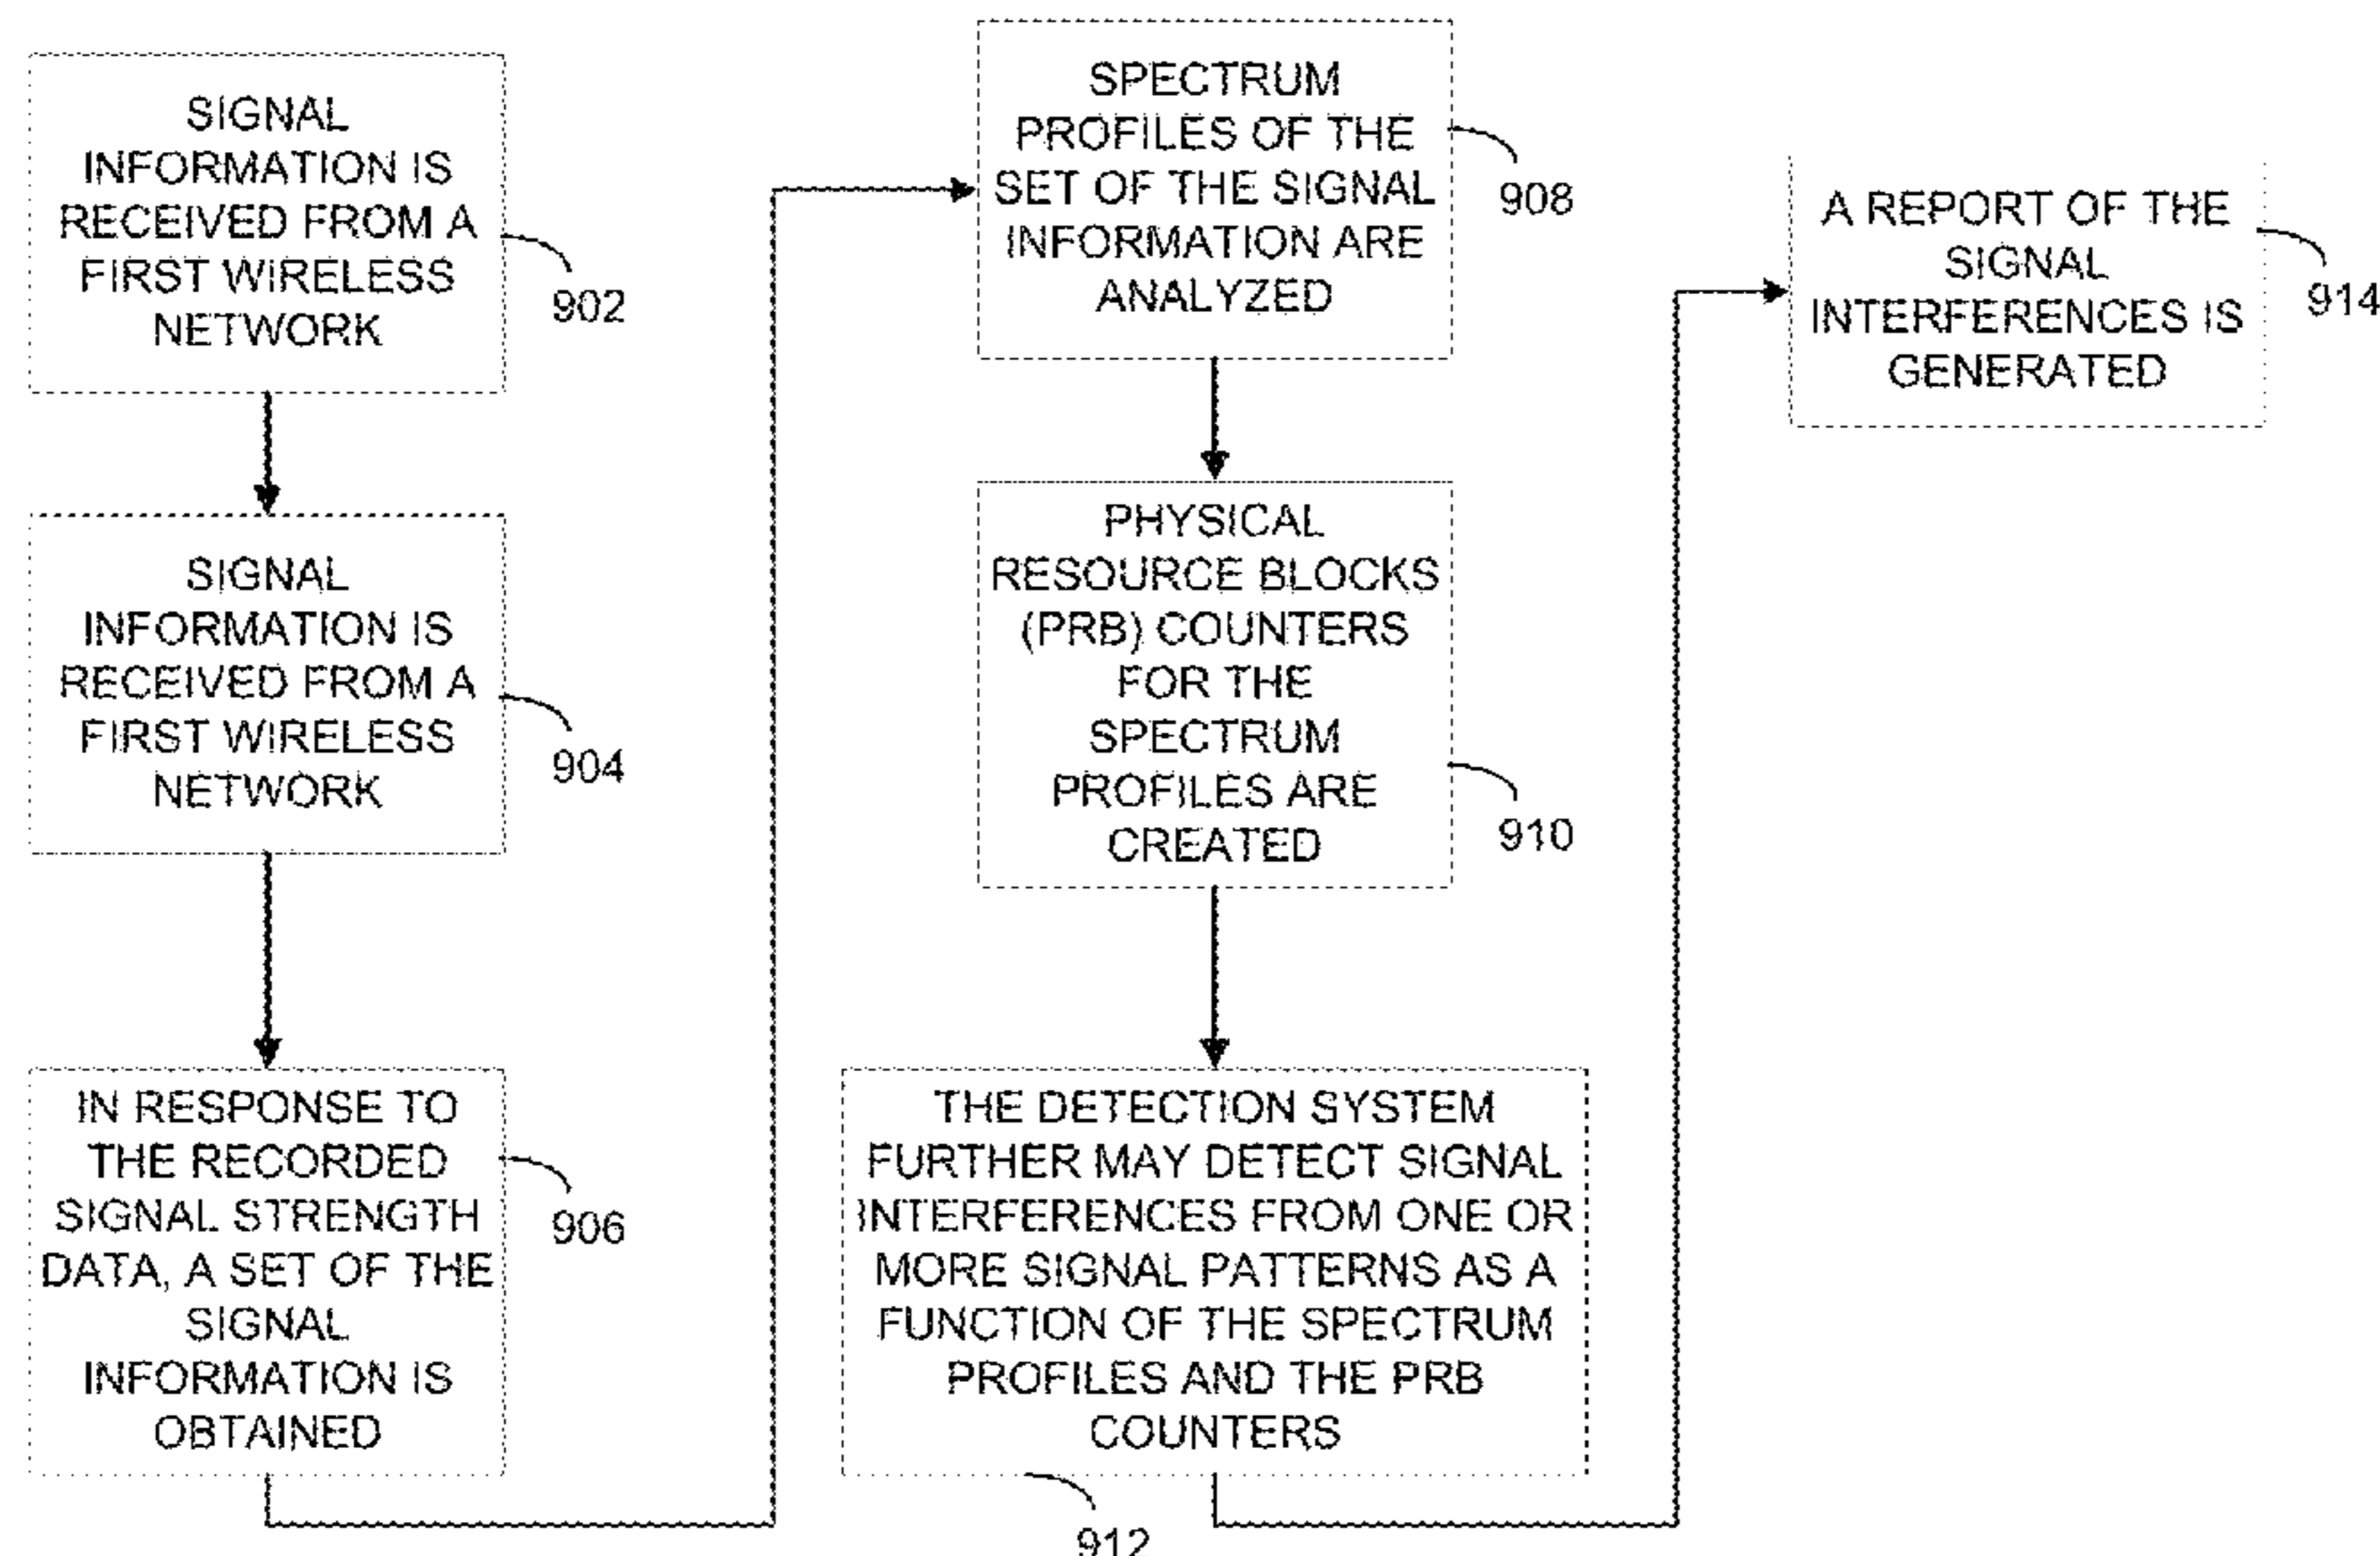 SIGNAL
INFORMATION IS
RECEIVED FROM A
FIRST WIRELESS
NETWORK
902
SIGNAL
INFORMATION IS
RECEIVED FROM A
FIRST WIRELESS
NETWORK
904
IN RESPONSE TO
THE RECORDED
SIGNAL STRENGTH
DATA, A SET OF THE
SIGNAL
INFORMATION IS
OBTAINED
906
SPECTRUM
PROFILES OF THE
SET OF THE SIGNAL
INFORMATION ARE
ANALYZED
908
PHYSICAL
RESOURCE BLOCKS
(PRB) COUNTERS
FOR THE
SPECTRUM
PROFILES ARE
CREATED
910
THE DETECTION SYSTEM
FURTHER MAY DETECT SIGNAL
INTERFERENCES FROM ONE OR
MORE SIGNAL PATTERNS AS A
FUNCTION OF THE SPECTRUM
PROFILES AND THE PRB
COUNTERS
912
A REPORT OF THE
SIGNAL
INTERFERENCES IS
GENERATED
914